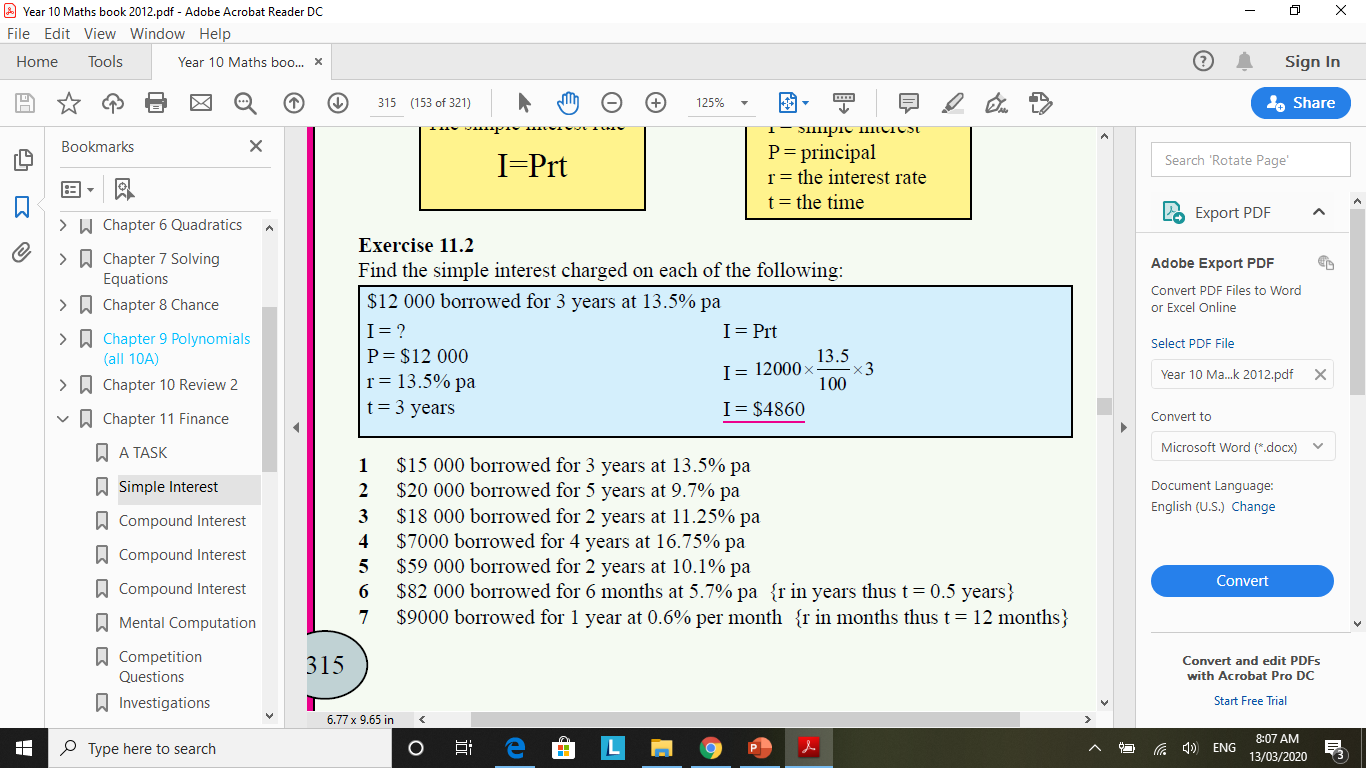 Year 10 Maths book 2012.pdf - Adobe Acrobat Reader DC
File Edit View Window Help
Home Tools Year 10 Maths boo... × Sign In
315 (153 of 321) 125% Share
Bookmarks
Chapter 6 Quadratics
Chapter 7 Solving
Equations
Chapter 8 Chance
Chapter 9 Polynomials
(all 10A)
Chapter 10 Review 2
Chapter 11 Finance
A TASK
Simple Interest
Compound Interest
Compound Interest
Compound Interest
Mental Computation
Competition
Questions
Investigations
The simple interest rule
I=Prt
I = simple interest
P = principal
r = the interest rate
t = the time
Exercise 11.2
Find the simple interest charged on each of the following:
$12 000 borrowed for 3 years at 13.5% pa
I = ?
P = $12 000
r = 13.5% pa
t = 3 years
I = Prt
I = 12000 × 13.5/100 × 3
I = $4860
1 $15 000 borrowed for 3 years at 13.5% pa
2 $20 000 borrowed for 5 years at 9.7% pa
3 $18 000 borrowed for 2 years at 11.25% pa
4 $7000 borrowed for 4 years at 16.75% pa
5 $59 000 borrowed for 2 years at 10.1% pa
6 $82 000 borrowed for 6 months at 5.7% pa {r in years thus t = 0.5 years}
7 $9000 borrowed for 1 year at 0.6% per month {r in months thus t = 12 months}
315
6.77 x 9.65 in
Search 'Rotate Page'
Export PDF
Adobe Export PDF
Convert PDF Files to Word
or Excel Online
Select PDF File
Year 10 Ma...k 2012.pdf
Convert to
Microsoft Word (*.docx)
Document Language:
English (U.S.) Change
Convert
Convert and edit PDFs
with Acrobat Pro DC
Start Free Trial
Type here to search
ENG
8:07 AM
13/03/2020
3